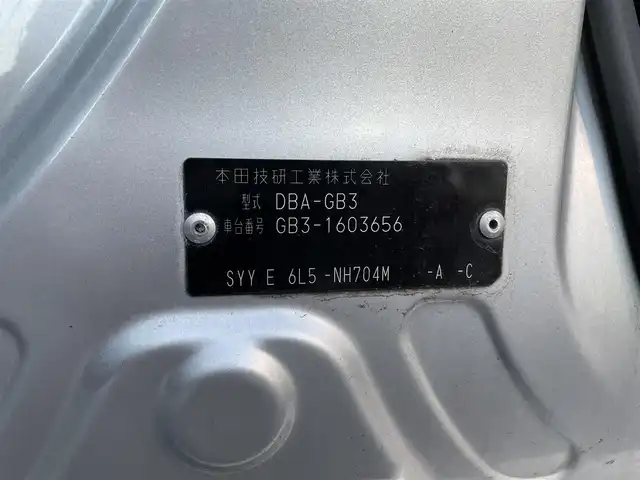 本田技研工業株式会社
型式 DBA-GB3
車台番号 GB3-1603656
SYY E 6L5 -NH704M -A -C